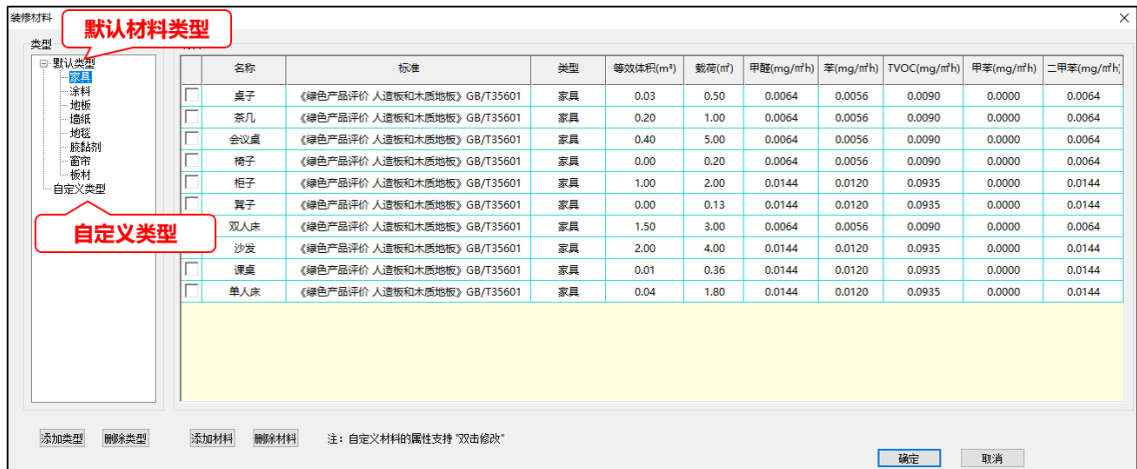 装修材料
默认材料类型
类型
默认类型
家具
涂料
地板
墙纸
地毯
胶黏剂
窗帘
板材
自定义类型
自定义类型
名称 标准 类型 等效体积(m³) 载荷(㎡) 甲醛(mg/㎡h) 苯(mg/㎡h) TVOC(mg/㎡h) 甲苯(mg/㎡h) 二甲苯(mg/㎡h)
桌子 《绿色产品评价 人造板和木质地板》GB/T35601 家具 0.03 0.50 0.0064 0.0056 0.0090 0.0000 0.0064
茶几 《绿色产品评价 人造板和木质地板》GB/T35601 家具 0.20 1.00 0.0064 0.0056 0.0090 0.0000 0.0064
会议桌 《绿色产品评价 人造板和木质地板》GB/T35601 家具 0.40 5.00 0.0064 0.0056 0.0090 0.0000 0.0064
椅子 《绿色产品评价 人造板和木质地板》GB/T35601 家具 0.00 0.20 0.0064 0.0056 0.0090 0.0000 0.0064
柜子 《绿色产品评价 人造板和木质地板》GB/T35601 家具 1.00 2.00 0.0144 0.0120 0.0935 0.0000 0.0144
凳子 《绿色产品评价 人造板和木质地板》GB/T35601 家具 0.00 0.13 0.0144 0.0120 0.0935 0.0000 0.0144
双人床 《绿色产品评价 人造板和木质地板》GB/T35601 家具 1.50 3.00 0.0064 0.0056 0.0090 0.0000 0.0064
沙发 《绿色产品评价 人造板和木质地板》GB/T35601 家具 2.00 4.00 0.0144 0.0120 0.0935 0.0000 0.0144
课桌 《绿色产品评价 人造板和木质地板》GB/T35601 家具 0.01 0.36 0.0144 0.0120 0.0935 0.0000 0.0144
单人床 《绿色产品评价 人造板和木质地板》GB/T35601 家具 0.04 1.80 0.0144 0.0120 0.0935 0.0000 0.0144
添加类型 删除类型 添加材料 删除材料 注：自定义材料的属性支持 "双击修改"
确定 取消